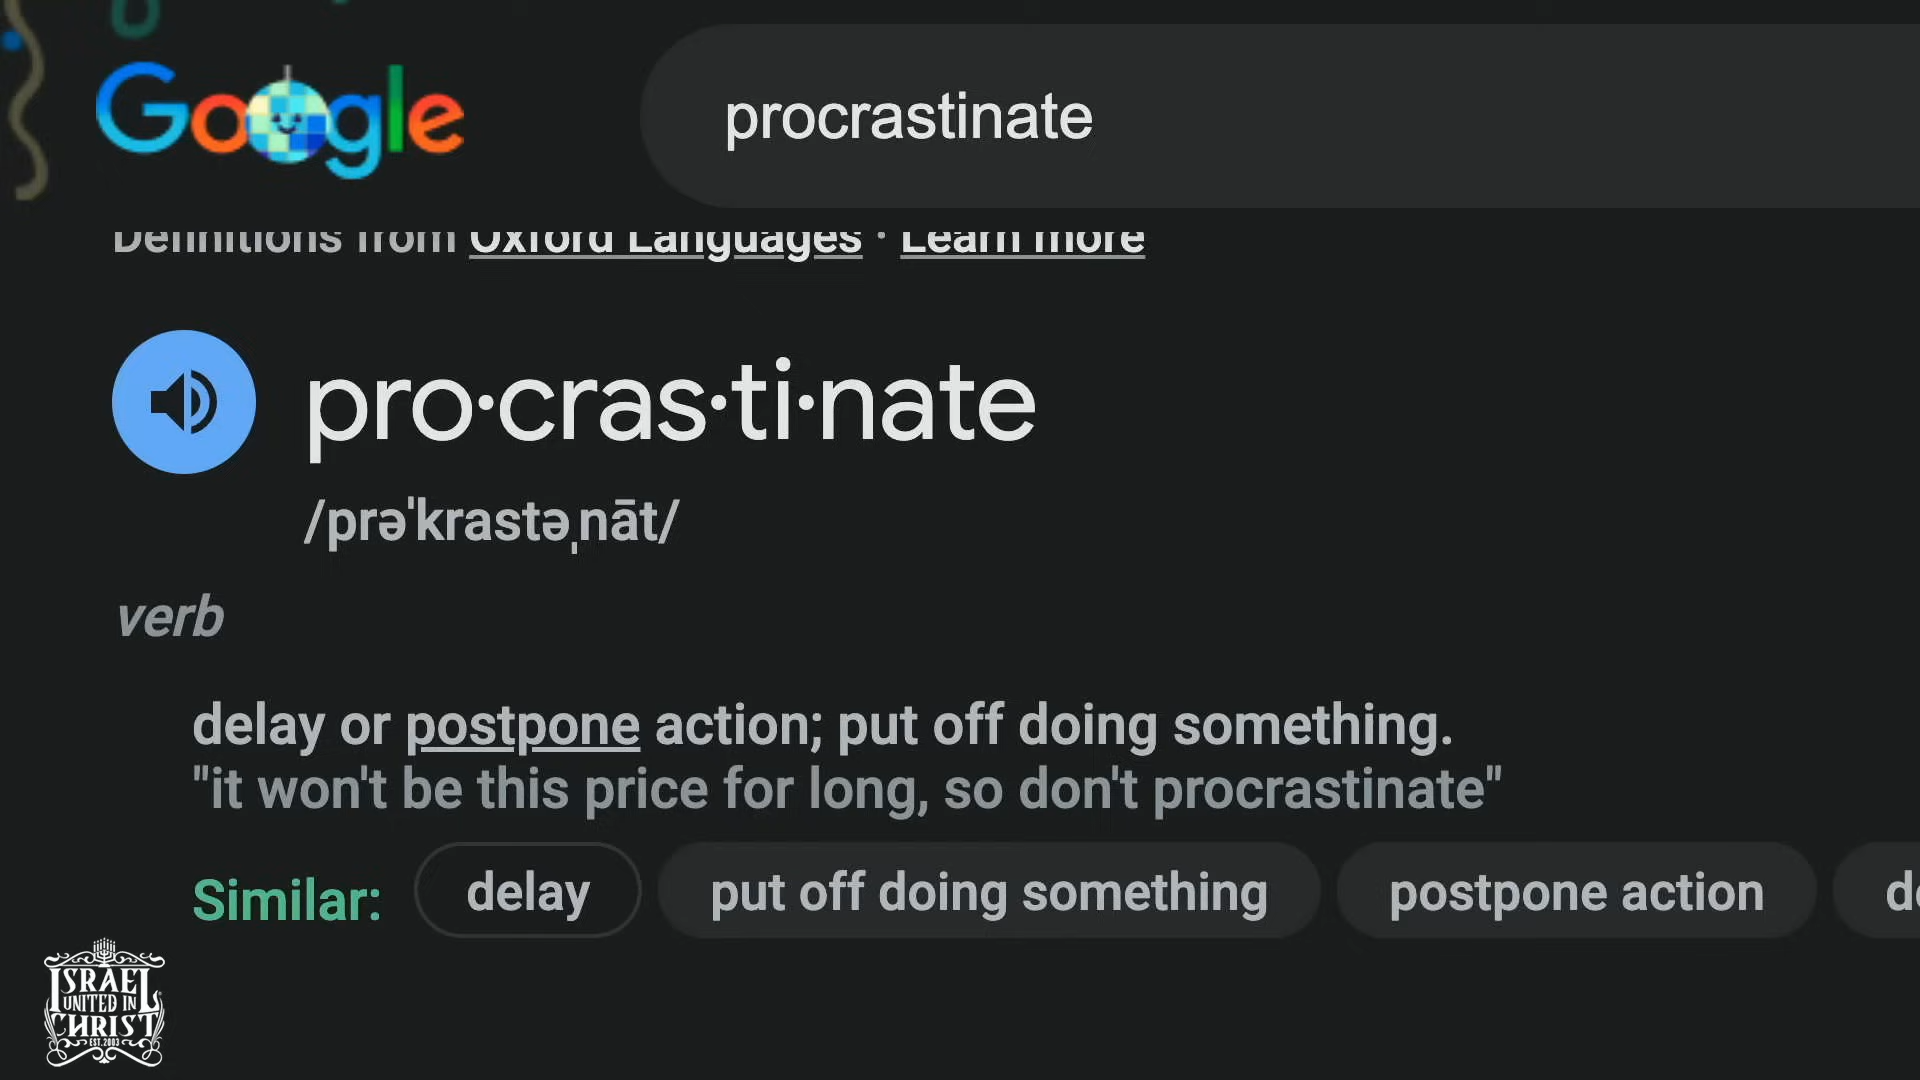 Google
procrastinate
Definitions from Oxford Languages · Learn more
pro·cras·ti·nate
/prəˈkrastəˌnāt/
verb
delay or postpone action; put off doing something.
"it won't be this price for long, so don't procrastinate"
Similar: delay put off doing something postpone action
ISRAEL
UNITED IN
CHRIST
EST. 2003